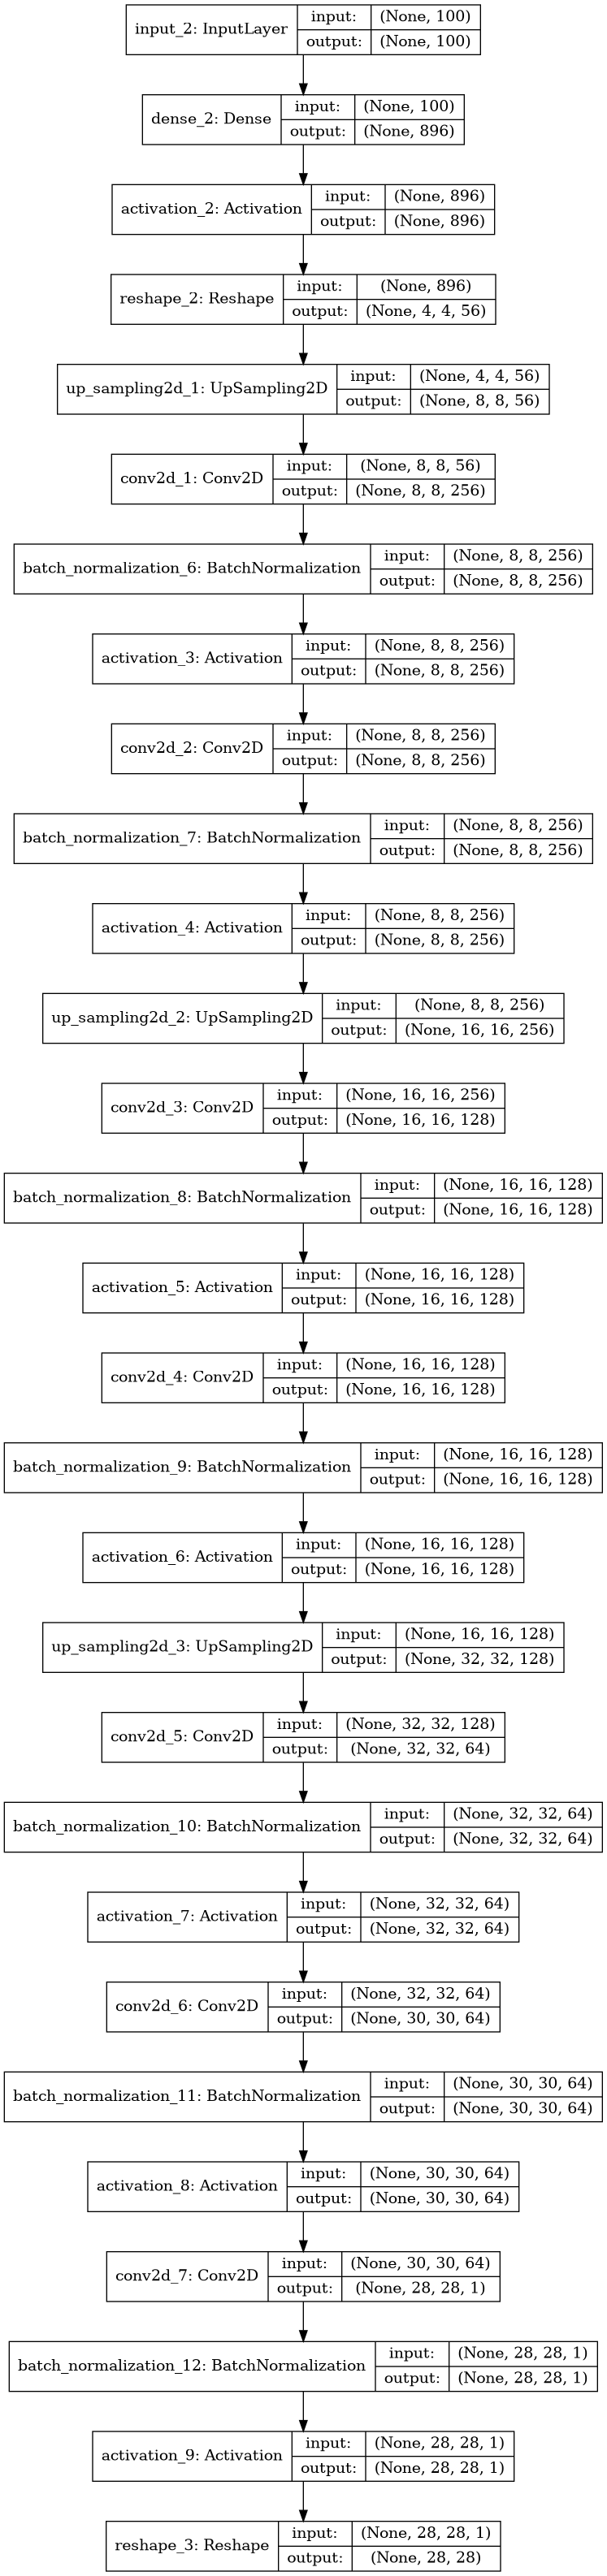 input_2: InputLayer
input: (None, 100)
output: (None, 100)
dense_2: Dense
input: (None, 100)
output: (None, 896)
activation_2: Activation
input: (None, 896)
output: (None, 896)
reshape_2: Reshape
input: (None, 896)
output: (None, 4, 4, 56)
up_sampling2d_1: UpSampling2D
input: (None, 4, 4, 56)
output: (None, 8, 8, 56)
conv2d_1: Conv2D
input: (None, 8, 8, 56)
output: (None, 8, 8, 256)
batch_normalization_6: BatchNormalization
input: (None, 8, 8, 256)
output: (None, 8, 8, 256)
activation_3: Activation
input: (None, 8, 8, 256)
output: (None, 8, 8, 256)
conv2d_2: Conv2D
input: (None, 8, 8, 256)
output: (None, 8, 8, 256)
batch_normalization_7: BatchNormalization
input: (None, 8, 8, 256)
output: (None, 8, 8, 256)
activation_4: Activation
input: (None, 8, 8, 256)
output: (None, 8, 8, 256)
up_sampling2d_2: UpSampling2D
input: (None, 8, 8, 256)
output: (None, 16, 16, 256)
conv2d_3: Conv2D
input: (None, 16, 16, 256)
output: (None, 16, 16, 128)
batch_normalization_8: BatchNormalization
input: (None, 16, 16, 128)
output: (None, 16, 16, 128)
activation_5: Activation
input: (None, 16, 16, 128)
output: (None, 16, 16, 128)
conv2d_4: Conv2D
input: (None, 16, 16, 128)
output: (None, 16, 16, 128)
batch_normalization_9: BatchNormalization
input: (None, 16, 16, 128)
output: (None, 16, 16, 128)
activation_6: Activation
input: (None, 16, 16, 128)
output: (None, 16, 16, 128)
up_sampling2d_3: UpSampling2D
input: (None, 16, 16, 128)
output: (None, 32, 32, 128)
conv2d_5: Conv2D
input: (None, 32, 32, 128)
output: (None, 32, 32, 64)
batch_normalization_10: BatchNormalization
input: (None, 32, 32, 64)
output: (None, 32, 32, 64)
activation_7: Activation
input: (None, 32, 32, 64)
output: (None, 32, 32, 64)
conv2d_6: Conv2D
input: (None, 32, 32, 64)
output: (None, 30, 30, 64)
batch_normalization_11: BatchNormalization
input: (None, 30, 30, 64)
output: (None, 30, 30, 64)
activation_8: Activation
input: (None, 30, 30, 64)
output: (None, 30, 30, 64)
conv2d_7: Conv2D
input: (None, 30, 30, 64)
output: (None, 28, 28, 1)
batch_normalization_12: BatchNormalization
input: (None, 28, 28, 1)
output: (None, 28, 28, 1)
activation_9: Activation
input: (None, 28, 28, 1)
output: (None, 28, 28, 1)
reshape_3: Reshape
input: (None, 28, 28, 1)
output: (None, 28, 28)